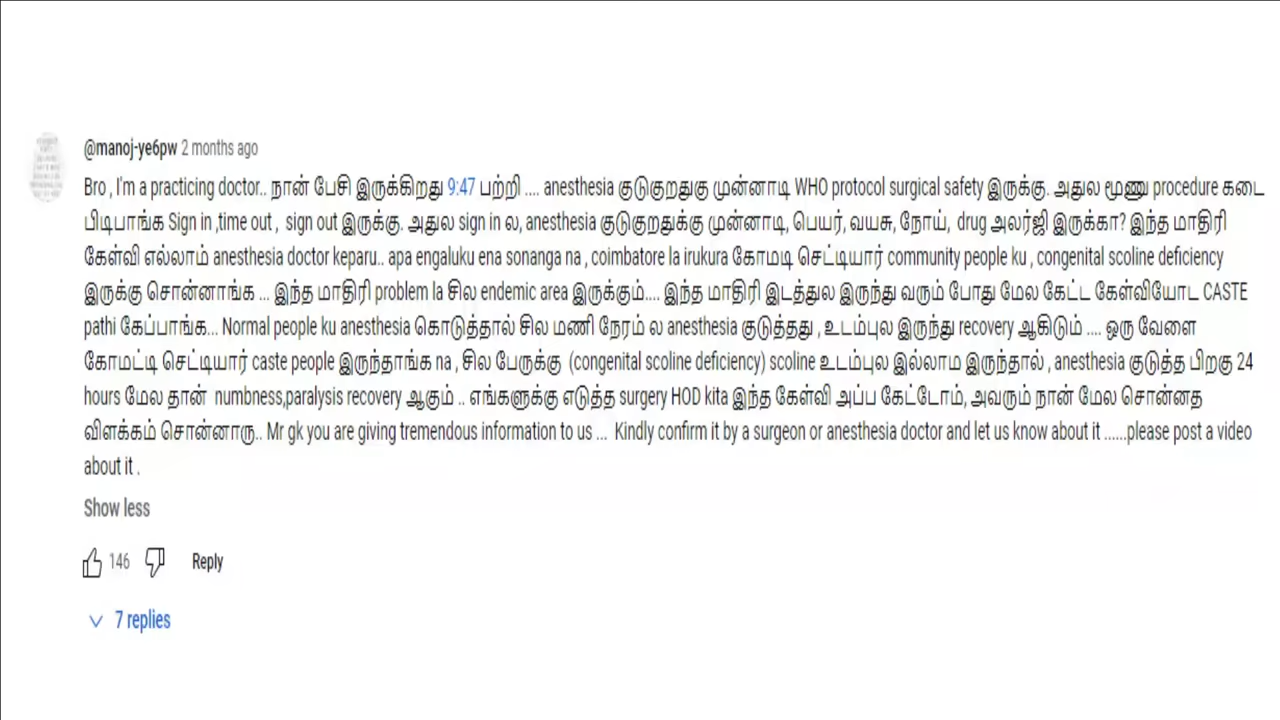 @manoj-ye6pw 2 months ago
Bro , I'm a practicing doctor.. நான் பேசி இருக்கிறது 9:47 பற்றி .... anesthesia குடுகுறதுகு முன்னாடி WHO protocol surgical safety இருக்கு. அதுல மூணு procedure கடை
பிடிபாங்க Sign in ,time out , sign out இருக்கு. அதுல sign in ல, anesthesia குடுகுறதுக்கு முன்னாடி, பெயர், வயசு, நோய், drug அலர்ஜி இருக்கா? இந்த மாதிரி
கேள்வி எல்லாம் anesthesia doctor keparu.. apa engaluku ena sonanga na , coimbatore la irukura கோமடி செட்டியார் community people ku , congenital scoline deficiency
இருக்கு சொன்னாங்க ... இந்த மாதிரி problem la சில endemic area இருக்கும்.... இந்த மாதிரி இடத்துல இருந்து வரும் போது மேல கேட்ட கேள்வியோட CASTE
pathi கேப்பாங்க... Normal people ku anesthesia கொடுத்தால் சில மணி நேரம் ல anesthesia குடுத்தது , உடம்புல இருந்து recovery ஆகிடும் .... ஒரு வேளை
கோமட்டி செட்டியார் caste people இருந்தாங்க na , சில பேருக்கு (congenital scoline deficiency) scoline உடம்புல இல்லாம இருந்தால் , anesthesia குடுத்த பிறகு 24
hours மேல தான் numbness,paralysis recovery ஆகும் .. எங்களுக்கு எடுத்த surgery HOD kita இந்த கேள்வி அப்ப கேட்டோம், அவரும் நான் மேல சொன்னத
விளக்கம் சொன்னாரு.. Mr gk you are giving tremendous information to us ... Kindly confirm it by a surgeon or anesthesia doctor and let us know about it ......please post a video
about it .
Show less
146 Reply
7 replies